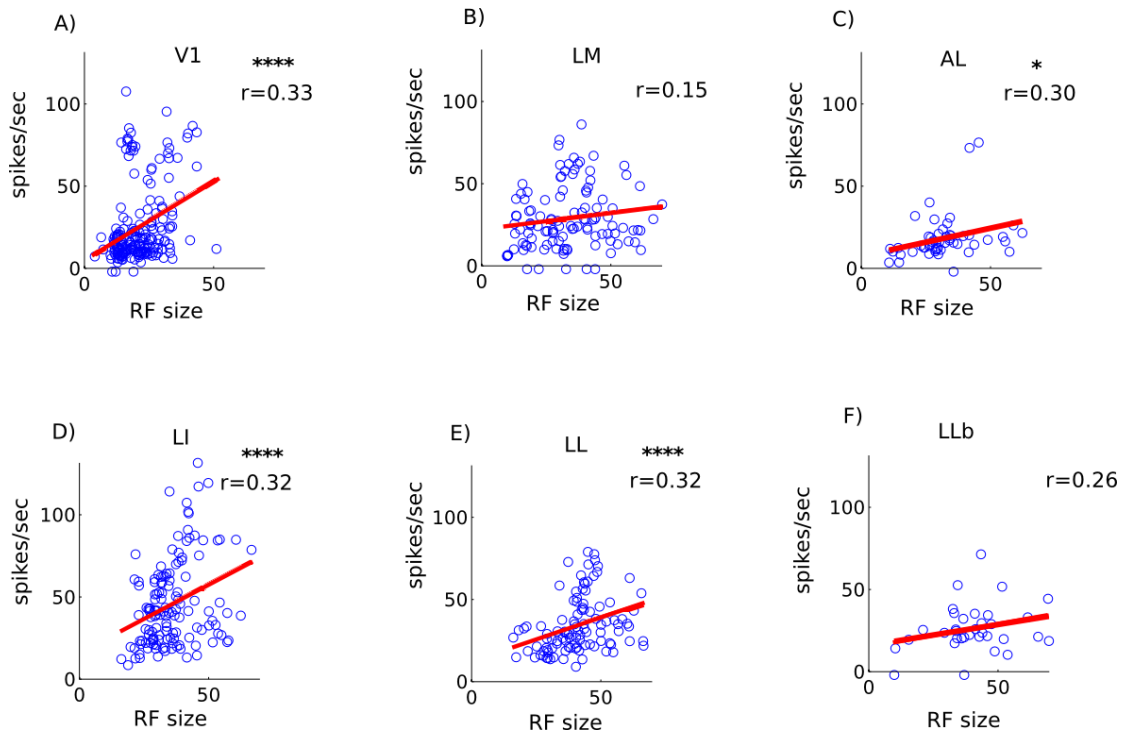 A)
V1
****
r=0.33
spikes/sec
100
50
0
0
50
RF size
B)
LM
r=0.15
spikes/sec
100
50
0
0
50
RF size
C)
AL
*
r=0.30
spikes/sec
100
50
0
0
50
RF size
D)
LI
****
r=0.32
spikes/sec
100
50
0
0
50
RF size
E)
LL
****
r=0.32
spikes/sec
100
50
0
0
50
RF size
F)
LLb
r=0.26
spikes/sec
100
50
0
0
50
RF size